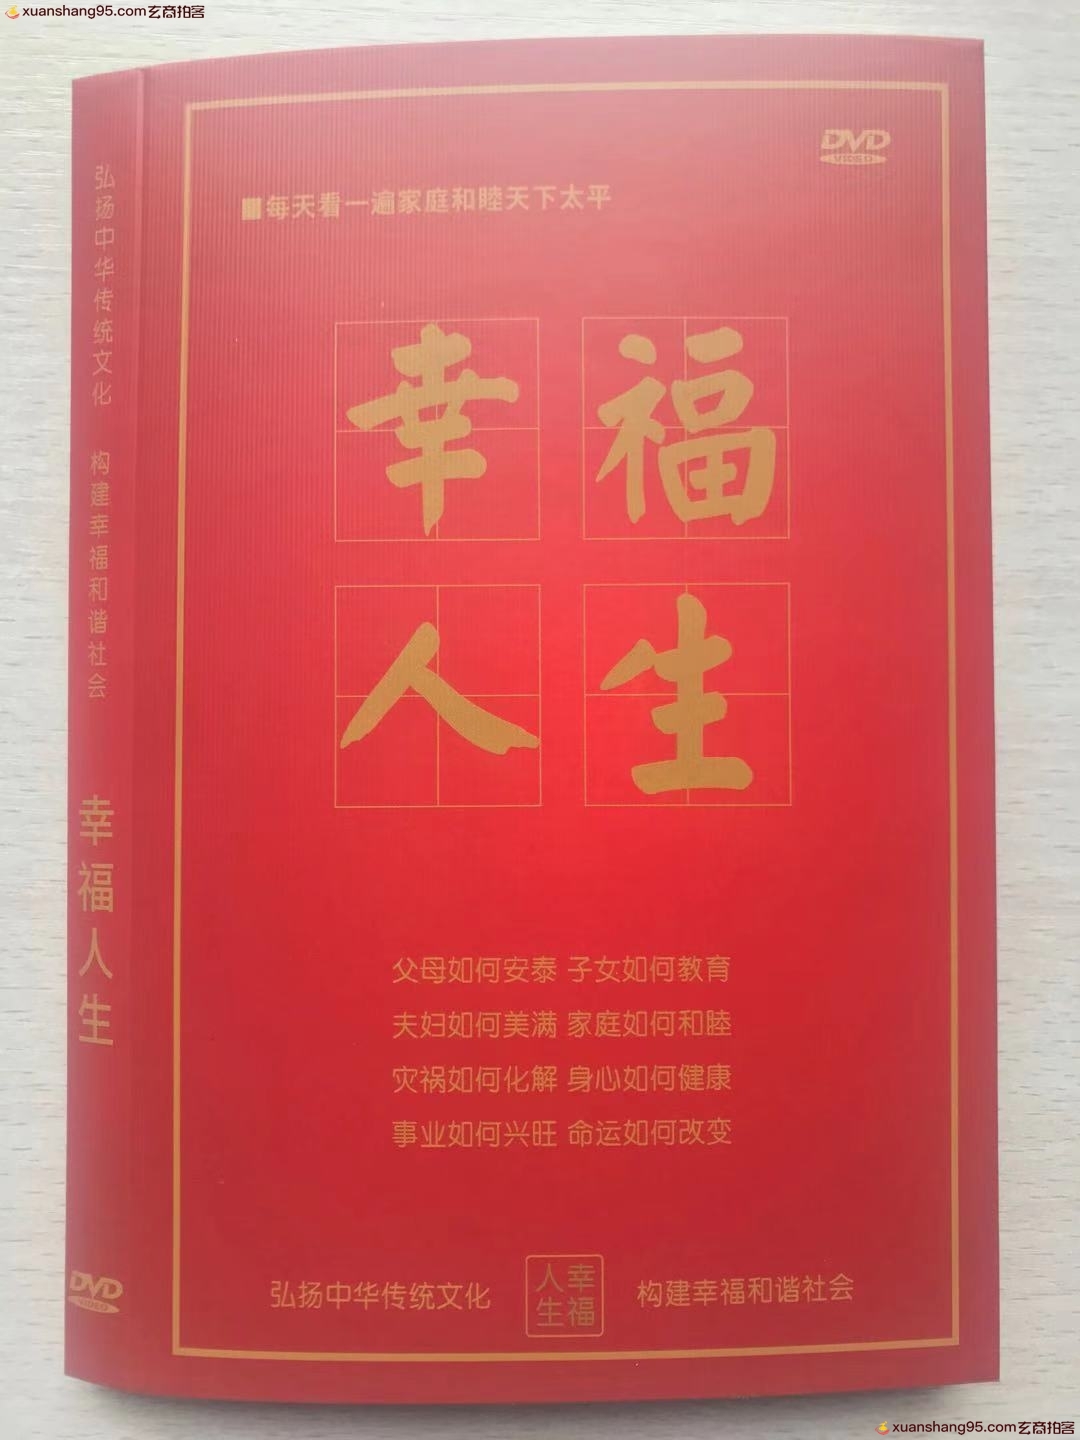 xuanshang95.com玄商拍客
DVD
VIDEO
每天看一遍家庭和睦天下太平
幸福
人生
父母如何安泰 子女如何教育
夫妇如何美满 家庭如何和睦
灾祸如何化解 身心如何健康
事业如何兴旺 命运如何改变
弘扬中华传统文化
幸福人生
构建幸福和谐社会
弘扬中华传统文化 构建幸福和谐社会
幸福人生
DVD
VIDEO
xuanshang95.com玄商拍客